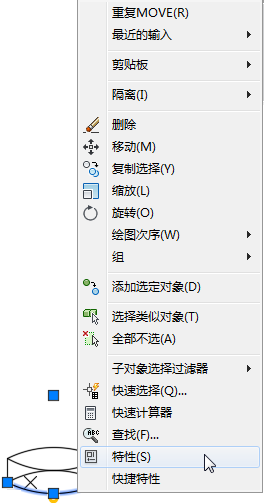 重复MOVE(R)
最近的输入
剪贴板
隔离(I)
删除
移动(M)
复制选择(Y)
缩放(L)
旋转(O)
绘图次序(W)
组
添加选定对象(D)
选择类似对象(T)
全部不选(A)
子对象选择过滤器
快速选择(Q)...
快速计算器
查找(F)...
特性(S)
快捷特性